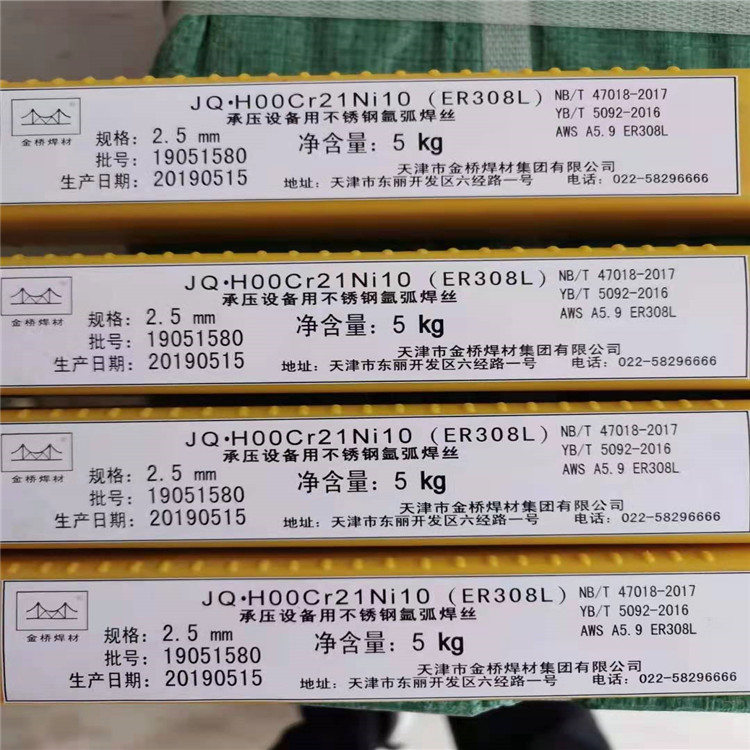 JQ·H00Cr21Ni10 (ER308L) NB/T 47018-2017
承压设备用不锈钢氩弧焊丝 YB/T 5092-2016
AWS A5.9 ER308L
金桥焊材
规格: 2.5 mm 净含量: 5 kg
批号: 19051580 天津市金桥焊材集团有限公司
生产日期: 20190515 地址: 天津市东丽开发区六经路一号 电话: 022-58296666
JQ·H00Cr21Ni10 (ER308L) NB/T 47018-2017
承压设备用不锈钢氩弧焊丝 YB/T 5092-2016
AWS A5.9 ER308L
金桥焊材
规格: 2.5 mm 净含量: 5 kg
批号: 19051580 天津市金桥焊材集团有限公司
生产日期: 20190515 地址: 天津市东丽开发区六经路一号 电话: 022-58296666
JQ·H00Cr21Ni10 (ER308L) NB/T 47018-2017
承压设备用不锈钢氩弧焊丝 YB/T 5092-2016
AWS A5.9 ER308L
金桥焊材
规格: 2.5 mm 净含量: 5 kg
批号: 19051580 天津市金桥焊材集团有限公司
生产日期: 20190515 地址: 天津市东丽开发区六经路一号 电话: 022-58296666
JQ·H00Cr21Ni10 (ER308L) NB/T 47018-2017
承压设备用不锈钢氩弧焊丝 YB/T 5092-2016
AWS A5.9 ER308L
金桥焊材
规格: 2.5 mm 净含量: 5 kg
批号: 19051580 天津市金桥焊材集团有限公司
生产日期: 20190515 地址: 天津市东丽开发区六经路一号 电话: 022-58296666